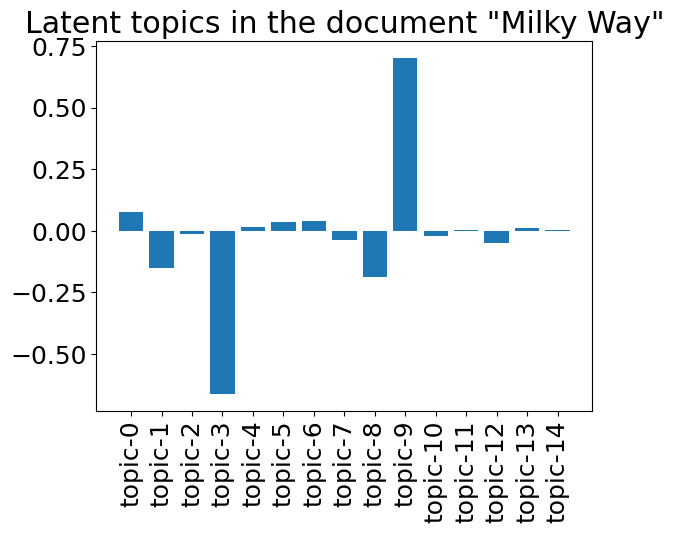 Latent topics in the document "Milky Way"
0.75
0.50
0.25
0.00
−0.25
−0.50
topic-0
topic-1
topic-2
topic-3
topic-4
topic-5
topic-6
topic-7
topic-8
topic-9
topic-10
topic-11
topic-12
topic-13
topic-14